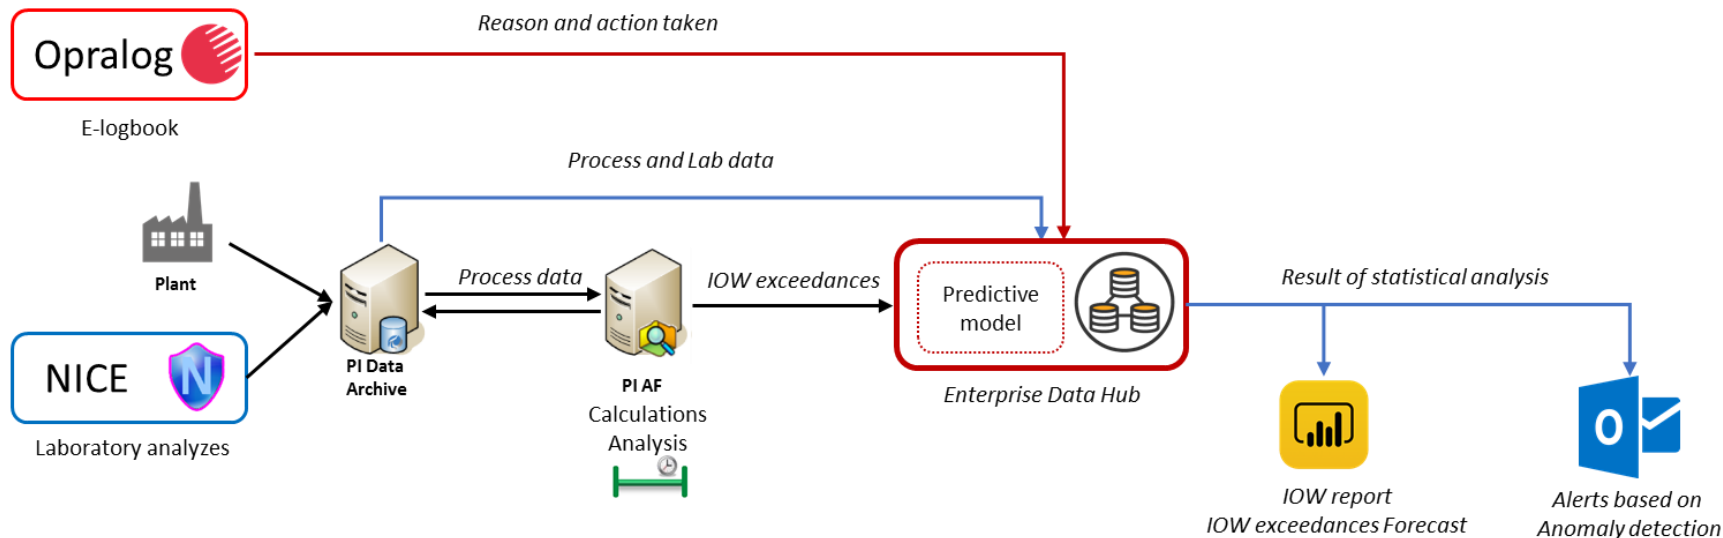 Reason and action taken
Opralog
E-logbook
Process and Lab data
Plant
Process data
IOW exceedances
Predictive
model
Result of statistical analysis
PI Data
Archive
NICE
N
Laboratory analyzes
PI AF
Calculations
Analysis
Enterprise Data Hub
O
IOW report
IOW exceedances Forecast
Alerts based on
Anomaly detection